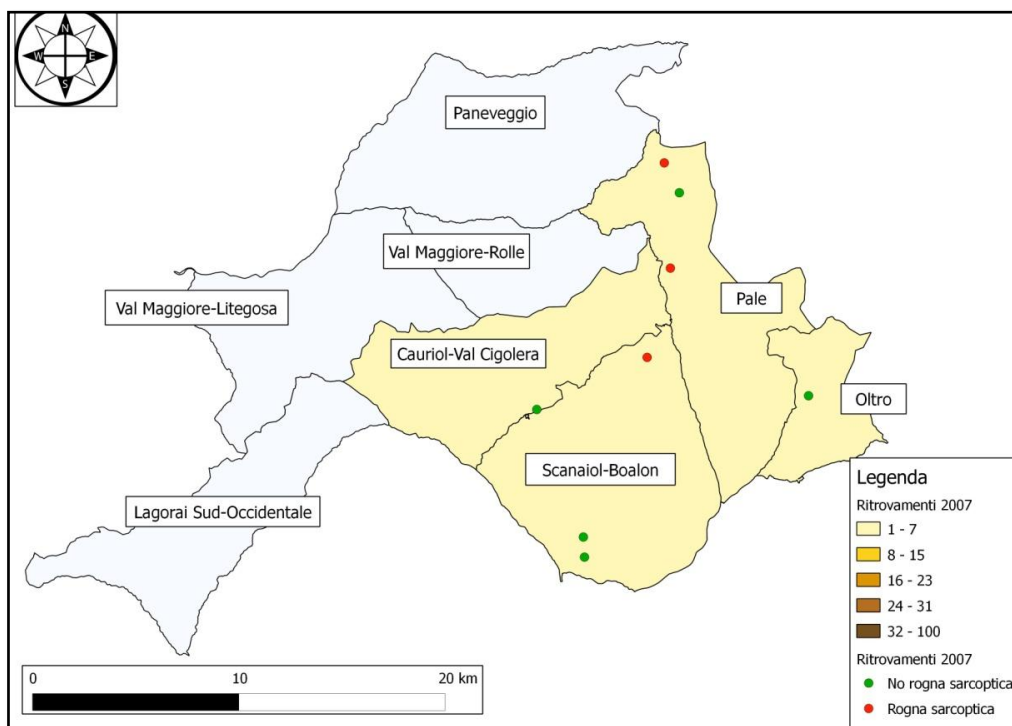 N
W E
S
Paneveggio
Val Maggiore-Rolle
Val Maggiore-Litegosa
Pale
Cauriol-Val Cigolera
Oltro
Scanaiol-Boalon
Lagorai Sud-Occidentale
Legenda
Ritrovamenti 2007
1 - 7
8 - 15
16 - 23
24 - 31
32 - 100
Ritrovamenti 2007
No rogna sarcoptica
Rogna sarcoptica
0 10 20 km